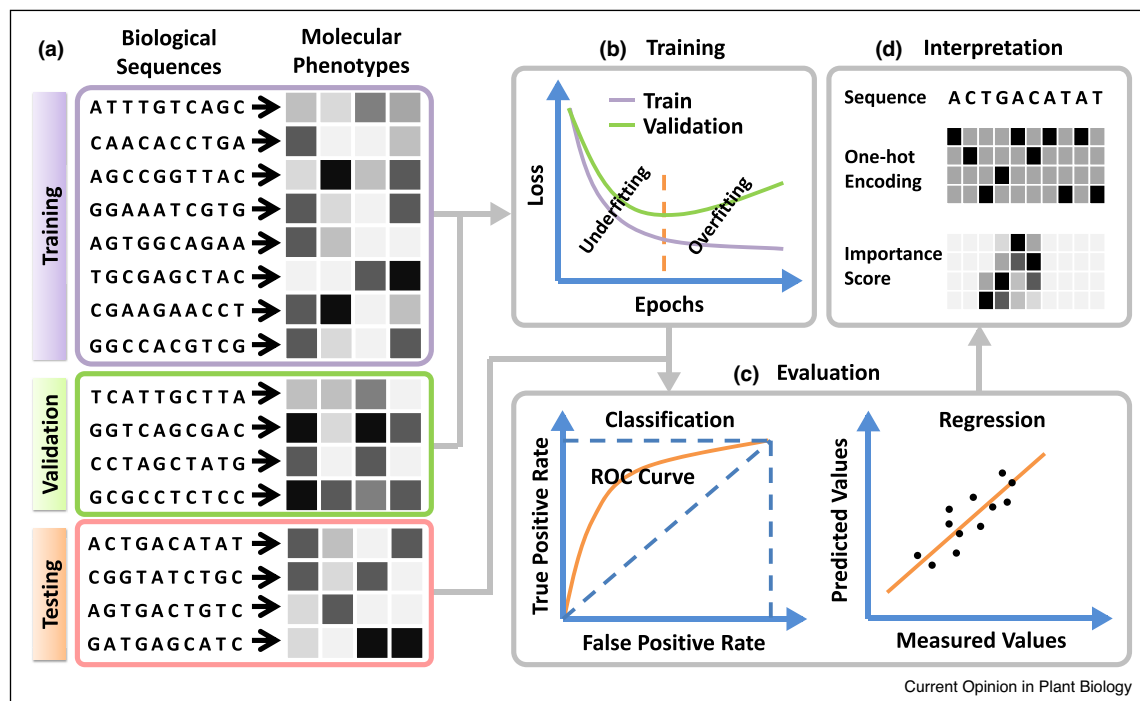 (a)
Biological
Sequences
Molecular
Phenotypes
Training
ATTTGTCAGC
CAACACCTGA
AGCCGGTTAC
GGAAATCGTG
AGTGGCAGAA
TGCGAGCTAC
CGAAGAACCT
GGCCACGTCG
Validation
TCATTGCTTA
GGTCAGCGAC
CCTAGCTATG
GCGCCTCTCC
Testing
ACTGACATAT
CGGTATCTGC
AGTGACTGTC
GATGAGCATC
(b) Training
Train
Validation
Loss
Underfitting
Overfitting
Epochs
(d) Interpretation
Sequence ACTGACATAT
One-hot
Encoding
Importance
Score
(c) Evaluation
Classification
ROC Curve
True Positive Rate
False Positive Rate
Regression
Predicted Values
Measured Values
Current Opinion in Plant Biology